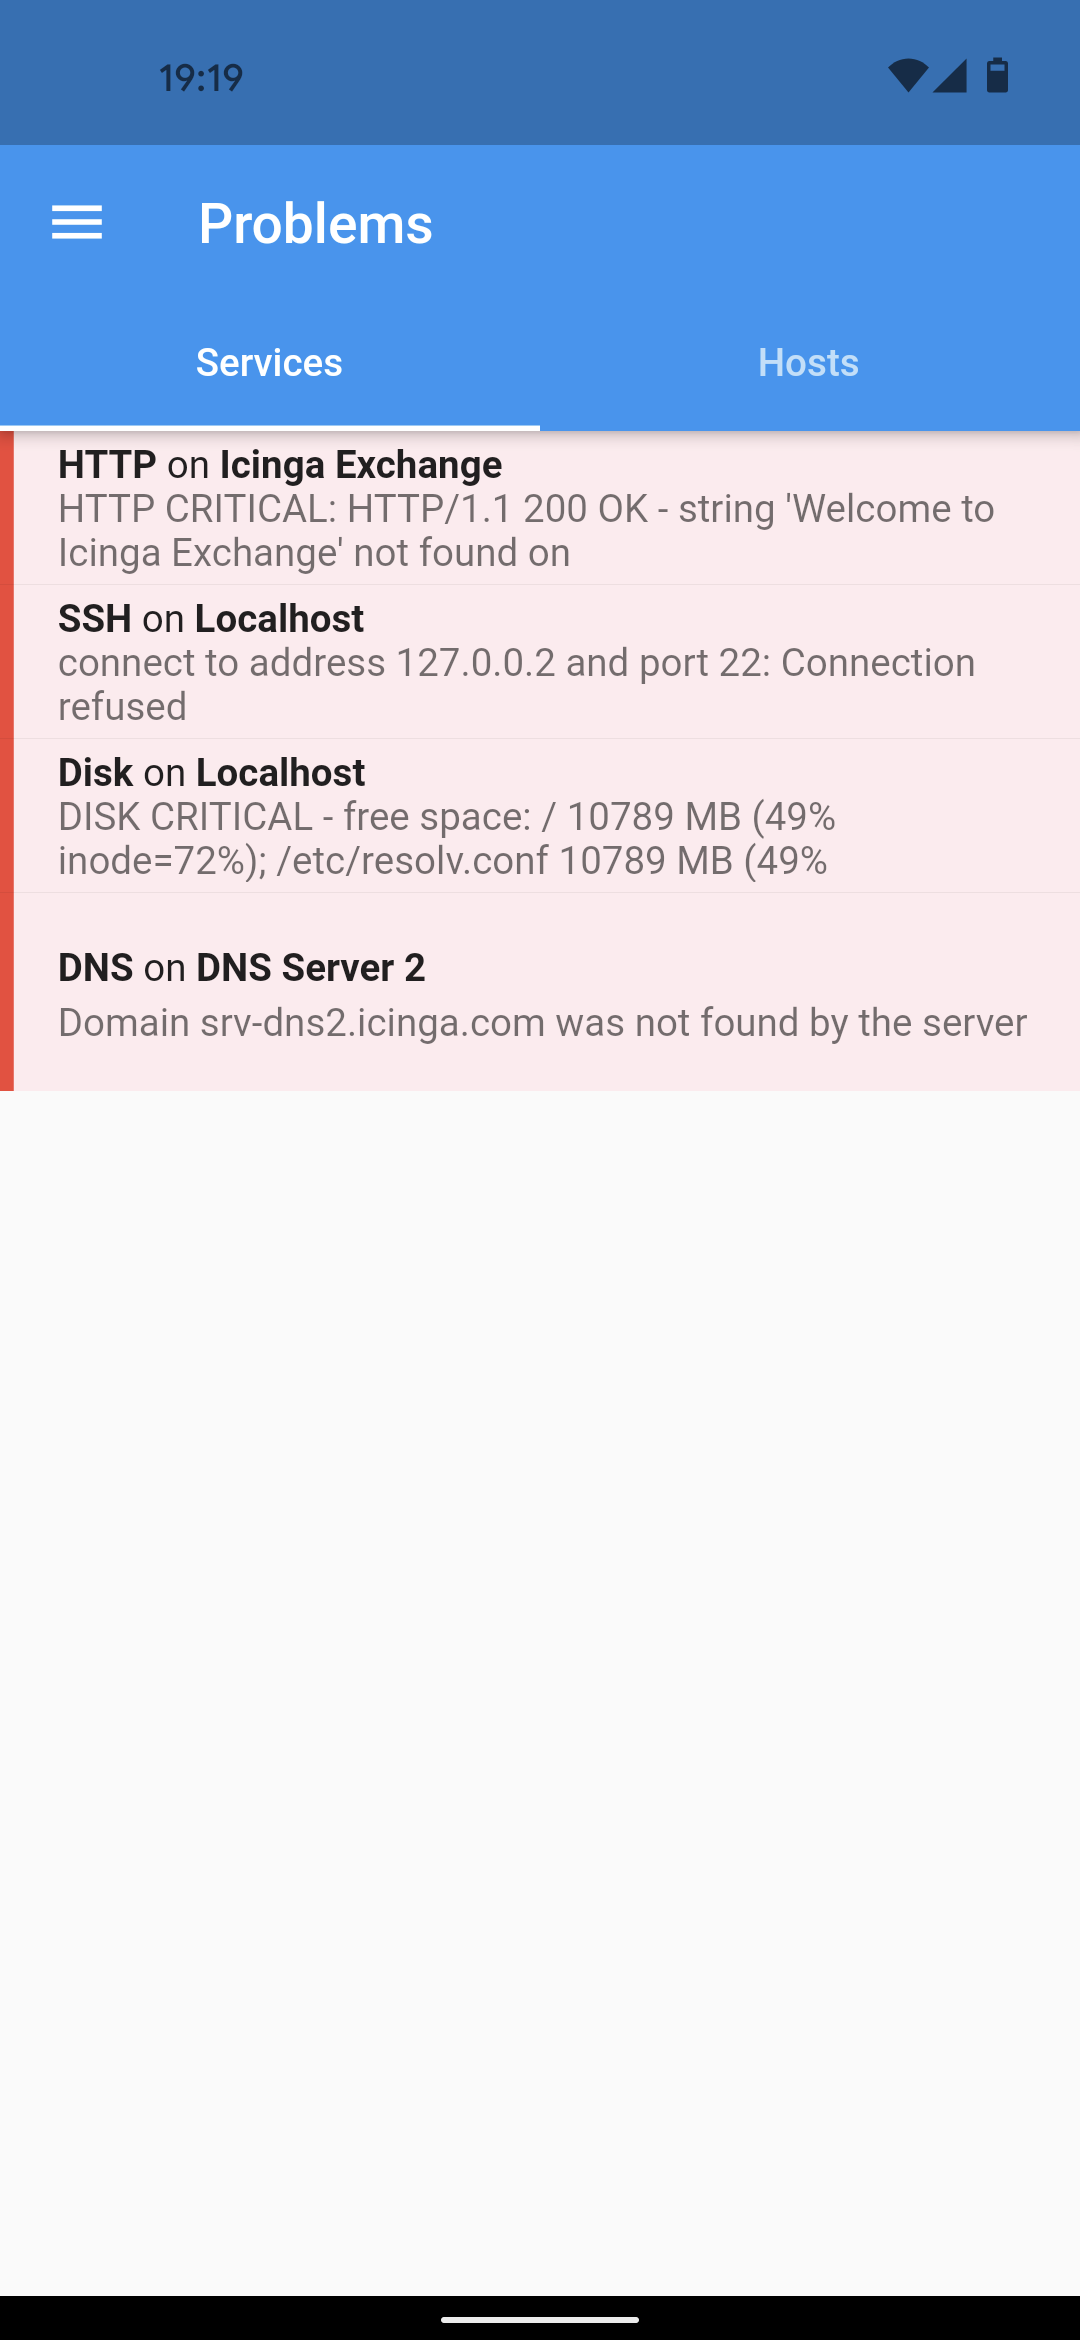 19:19
Problems
Services
Hosts
HTTP on Icinga Exchange
HTTP CRITICAL: HTTP/1.1 200 OK - string 'Welcome to
Icinga Exchange' not found on
SSH on Localhost
connect to address 127.0.0.2 and port 22: Connection
refused
Disk on Localhost
DISK CRITICAL - free space: / 10789 MB (49%
inode=72%); /etc/resolv.conf 10789 MB (49%
DNS on DNS Server 2
Domain srv-dns2.icinga.com was not found by the server